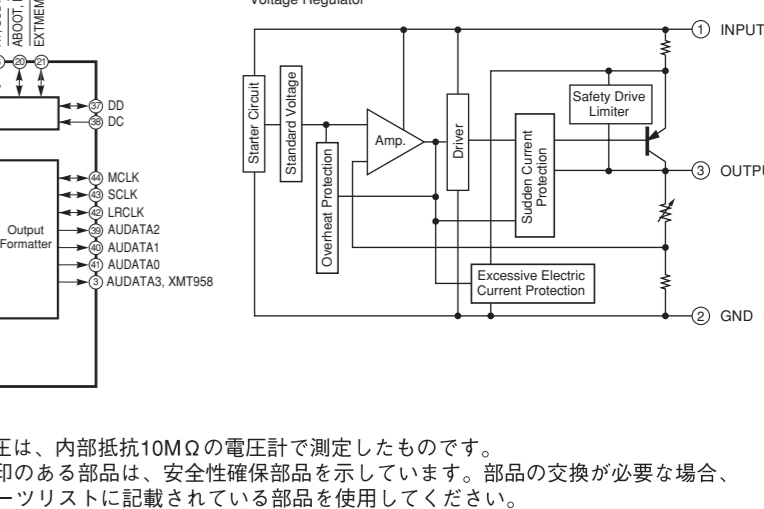 Voltage Regulator
ABOOT,
EXTMEM
20
21
37 DD
38 DC
44 MCLK
43 SCLK
42 LRCLK
39 AUDATA2
40 AUDATA1
41 AUDATA0
3 AUDATA3, XMT958
Output
Formatter
1 INPUT
Starter Circuit
Standard Voltage
Overheat Protection
Amp.
Driver
Sudden Current
Protection
Safety Drive
Limiter
3 OUTPU
Excessive Electric
Current Protection
2 GND
圧は、内部抵抗10MΩの電圧計で測定したものです。
印のある部品は、安全性確保部品を示しています。部品の交換が必要な場合、
ーツリストに記載されている部品を使用してください。